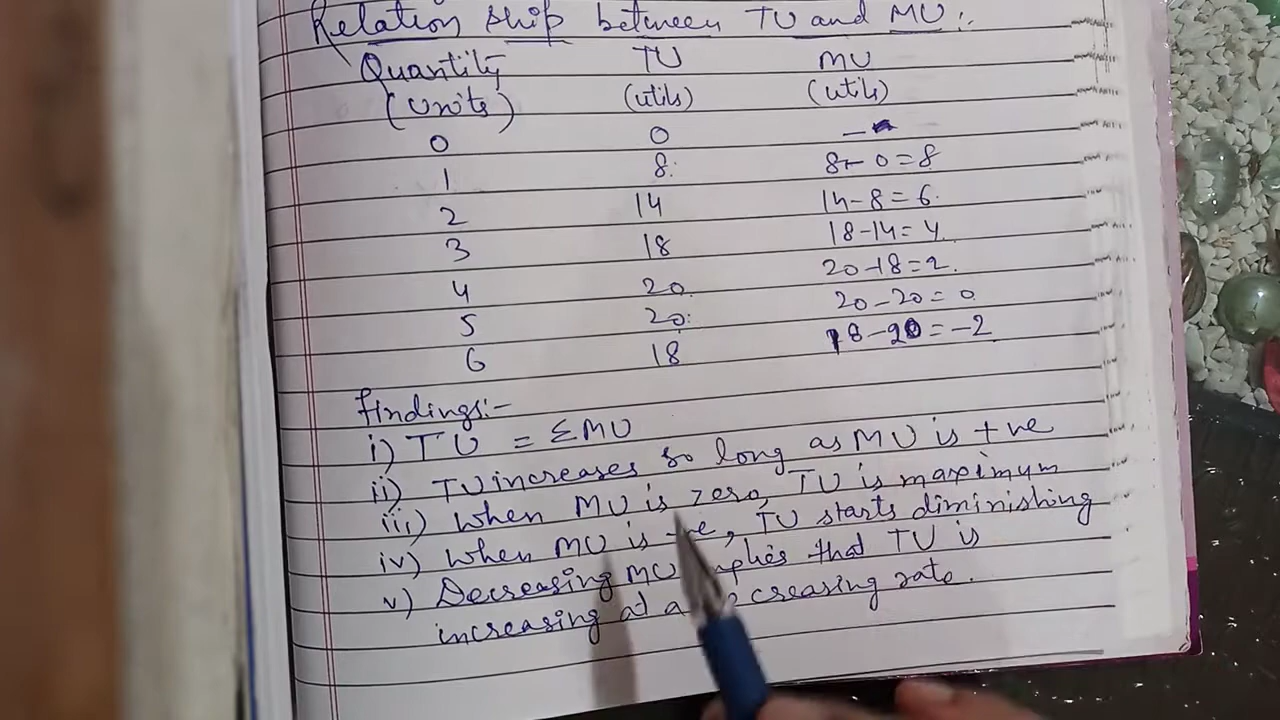 Relation ship between TU and MU:.
Quantity TU MU
(Units) (utils) (utils)
0 0 -
1 8 8-0=8
2 14 14-8=6.
3 18 18-14=4.
4 20 20-18=2.
5 20 20-20=0
6 18 18-20=-2
findings:-
i) TU = ΣMU
ii) TU increases so long as MU is +ve
iii) When MU is zero, TU is maximum
iv) When MU is -ve, TU starts diminishing
v) Decreasing MU implies that TU is
increasing at a creasing rate.